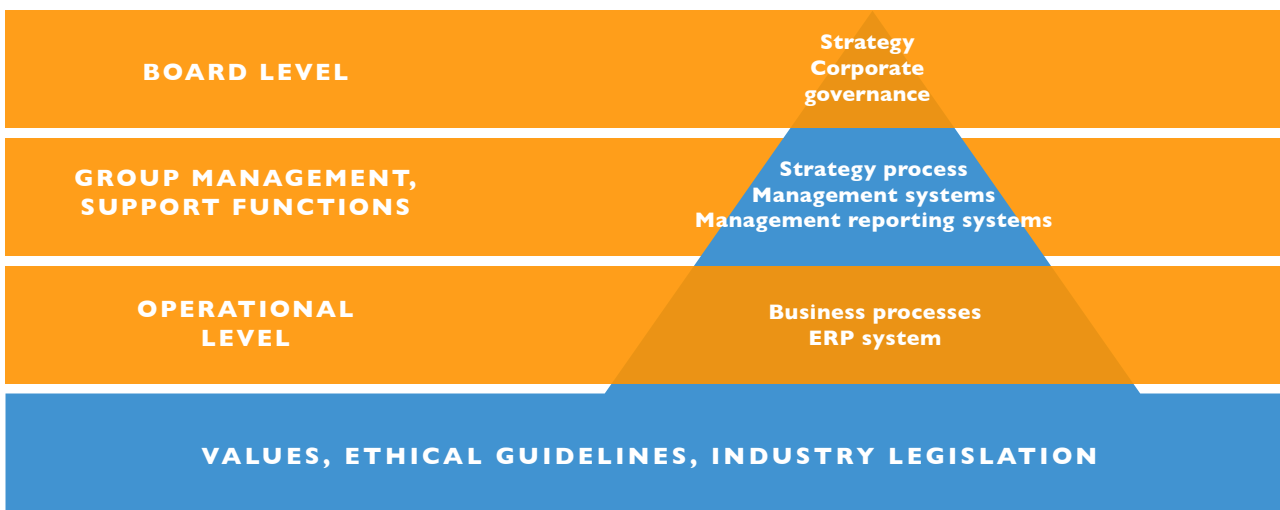 BOARD LEVEL
Strategy
Corporate
governance
GROUP MANAGEMENT,
SUPPORT FUNCTIONS
Strategy process
Management systems
Management reporting systems
OPERATIONAL
LEVEL
Business processes
ERP system
VALUES, ETHICAL GUIDELINES, INDUSTRY LEGISLATION